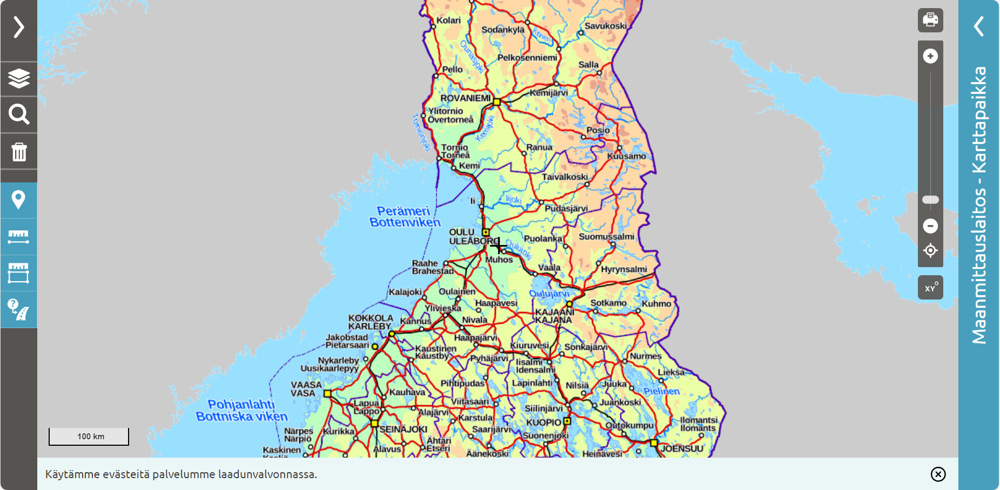 Kolari
Sodankylä
Savukoski
Kitinen
Ounasjoki
Pelkosenniemi
Salla
Pello
Kemijärvi
ROVANIEMI
Ylitornio
Övertorneå
Tornionjoki
Kemijoki
Posio
Tornio
Torneå
Ranua
Kuusamo
Kemi
Taivalkoski
Ii
Iijoki
Pudasjärvi
Perämeri
Bottenviken
OULU
ULEÅBORG
Oulujoki
Puolanka
Suomussalmi
Muhos
Raahe
Brahestad
Vaala
Hyrynsalmi
Kalajoki
Oulainen
Oulujärvi
Haapavesi
Sotkamo
Kuhmo
Ylivieska
KAJAANI
KAJANA
KOKKOLA
KARLEBY
Kannus
Nivala
Jakobstad
Pietarsaari
Haapajärvi
Kiuruvesi
Sonkajärvi
Kaustinen
Kaustby
Pyhäjärvi
Nurmes
Nykarleby
Uusikaarlepyy
Iisalmi
Idensalmi
Lieksa
VAASA
VASA
Pihtipudas
Lapinlahti
Nilsiä
Juuka
Pielinen
Kauhava
Pohjanlahti
Bottniska viken
Lapua
Lappo
Viitasaari
Juankoski
Alajärvi
Siilinjärvi
Karstula
KUOPIO
Ilomantsi
Ilomants
Outokumpu
Närpes
Närpiö
Kurikka
SEINÄJOKI
Saarijärvi
Suonenjoki
Ähtäri
Etseri
Kaskinen
Kaskö
Alavus
Äänekoski
Heinävesi
JOENSUU
100 km
XY°
Maanmittauslaitos - Karttapaikka
Käytämme evästeitä palvelumme laadunvalvonnassa.